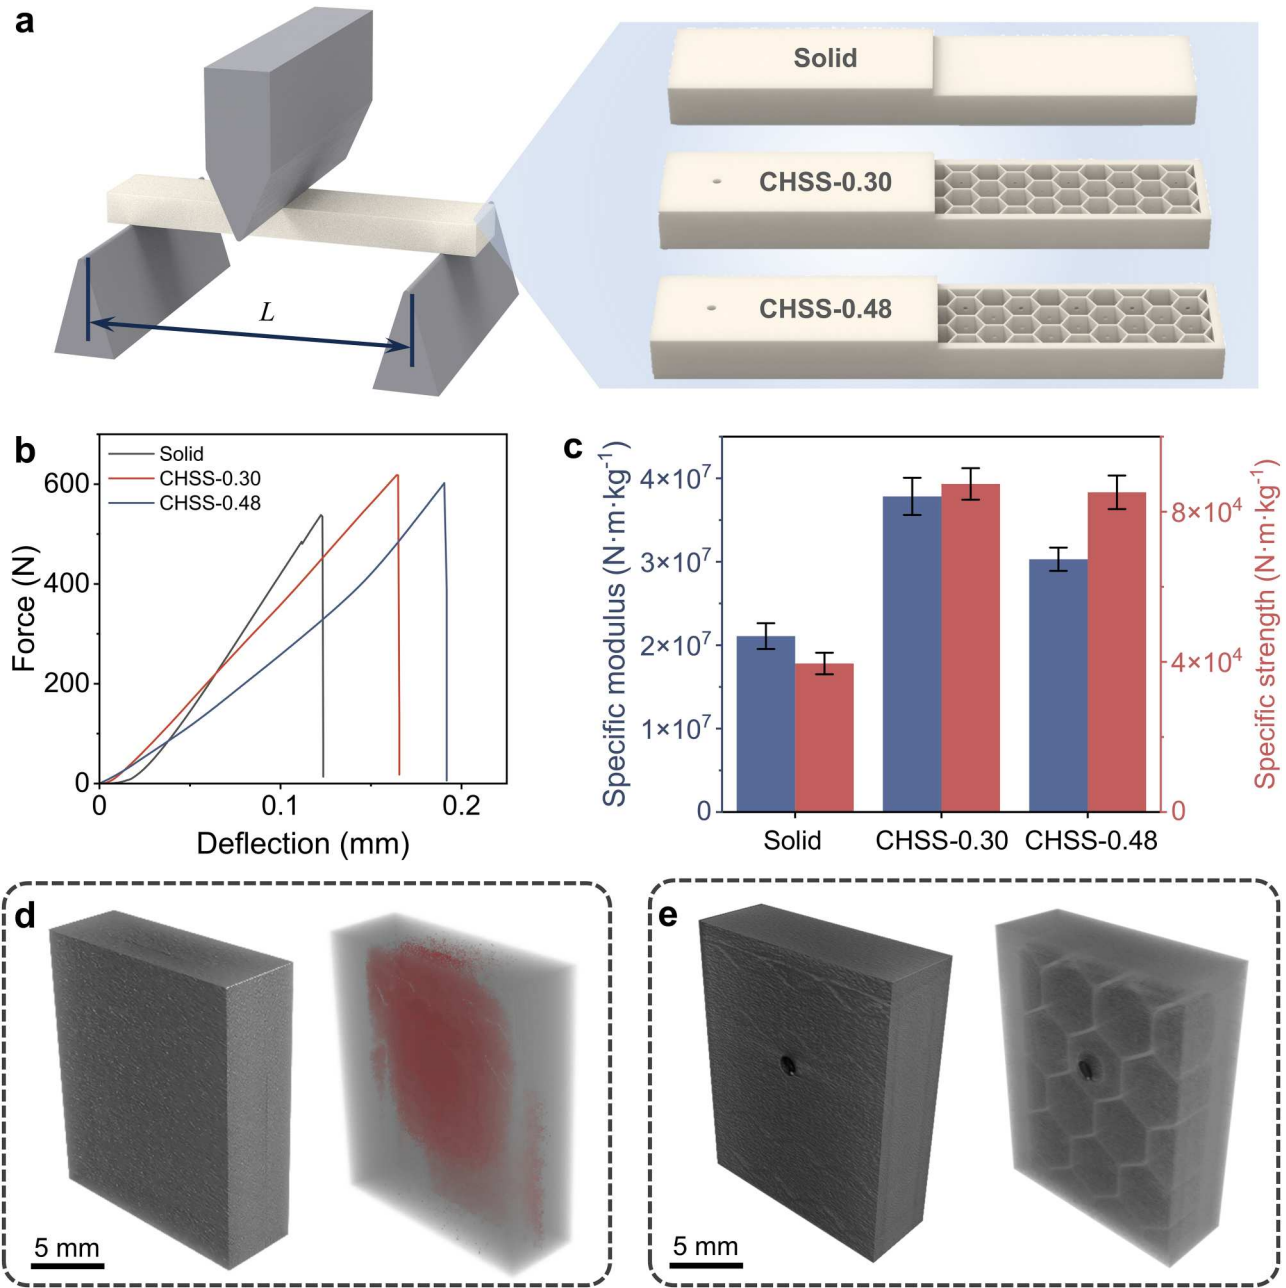 a
Solid
CHSS-0.30
CHSS-0.48
L
b
Solid
CHSS-0.30
CHSS-0.48
600
400
200
0
Force (N)
0
0.1
0.2
Deflection (mm)
c
Specific modulus (N·m·kg⁻¹)
4×10⁷
3×10⁷
2×10⁷
1×10⁷
0
8×10⁴
4×10⁴
0
Specific strength (N·m·kg⁻¹)
Solid
CHSS-0.30
CHSS-0.48
d
5 mm
e
5 mm